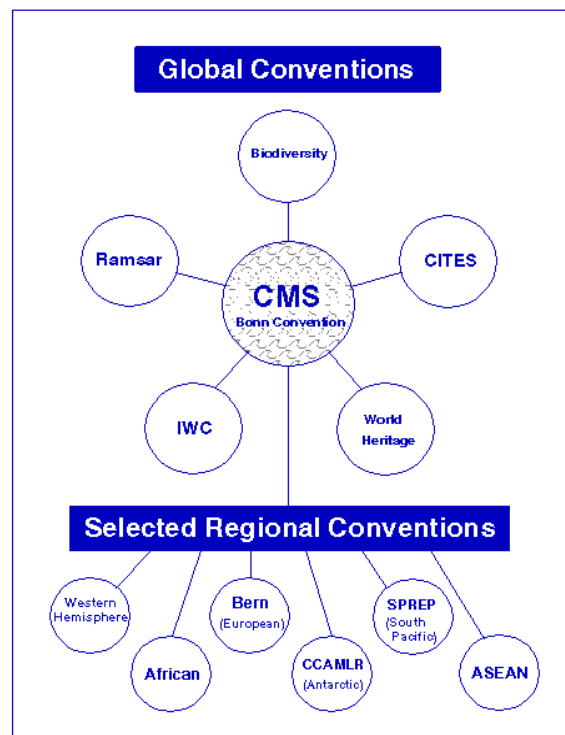 Global Conventions
Biodiversity
Ramsar
CITES
CMS
Bonn Convention
IWC
World
Heritage
Selected Regional Conventions
Western
Hemisphere
Bern
(European)
SPREP
(South
Pacific)
African
CCAMLR
(Antarctic)
ASEAN